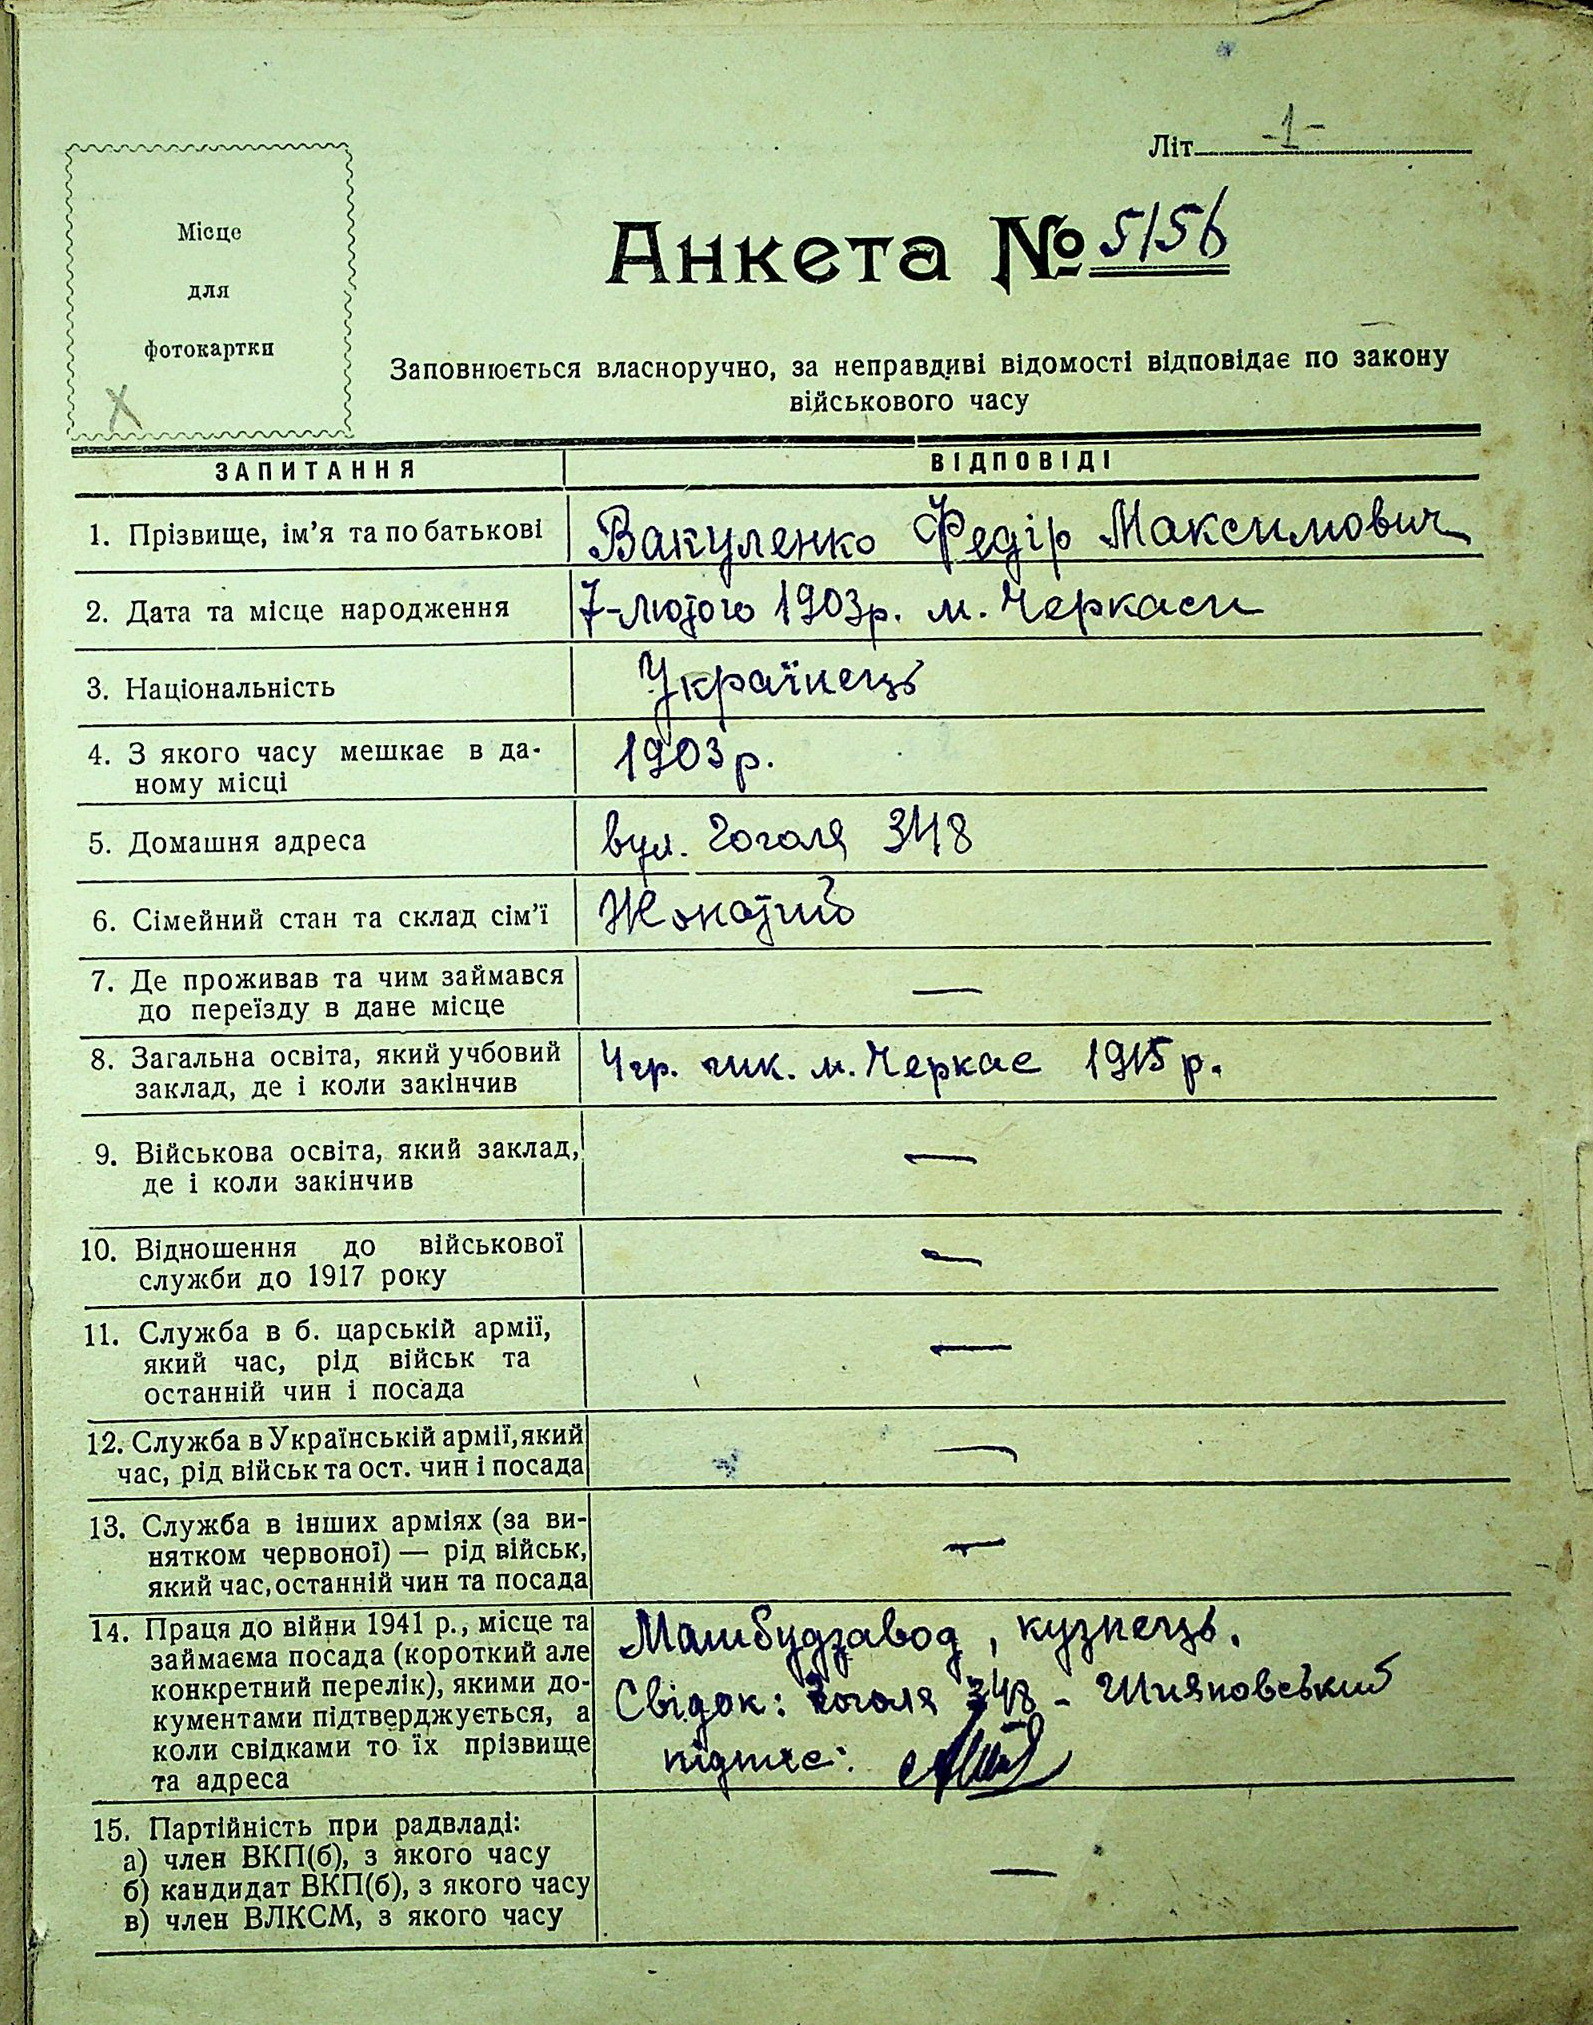 Літ -1-
Місце
для
фотокартки
Анкета № 5156
Заповнюється власноручно, за неправдиві відомості відповідає по закону
військового часу
ЗАПИТАННЯ ВІДПОВІДІ
1. Прізвище, ім'я та по батькові Вакуленко Федір Максимович
2. Дата та місце народження 7-лютого 1903р. м. Черкаси
3. Національність Українець
4. З якого часу мешкає в да-
ному місці 1903р.
5. Домашня адреса вул. Гоголя 348
6. Сімейний стан та склад сім'ї Жонатий
7. Де проживав та чим займався
до переїзду в дане місце —
8. Загальна освіта, який учбовий
заклад, де і коли закінчив 4гр. шк. м. Черкас 1915р.
9. Військова освіта, який заклад,
де і коли закінчив —
10. Відношення до військової
служби до 1917 року —
11. Служба в б. царській армії,
який час, рід військ та
останній чин і посада —
12. Служба в Українській армії, який
час, рід військ та ост. чин і посада —
13. Служба в інших арміях (за ви-
нятком червоної) — рід військ,
який час, останній чин та посада —
14. Праця до війни 1941 р., місце та
займаєма посада (короткий але
конкретний перелік), якими до-
кументами підтверджується, а
коли свідками то їх прізвище
та адреса
Машбудзавод, кузнець.
Свідок: Гоголя 348 - Шияновський
підпис:
15. Партійність при радвладі:
а) член ВКП(б), з якого часу
б) кандидат ВКП(б), з якого часу —
в) член ВЛКСМ, з якого часу